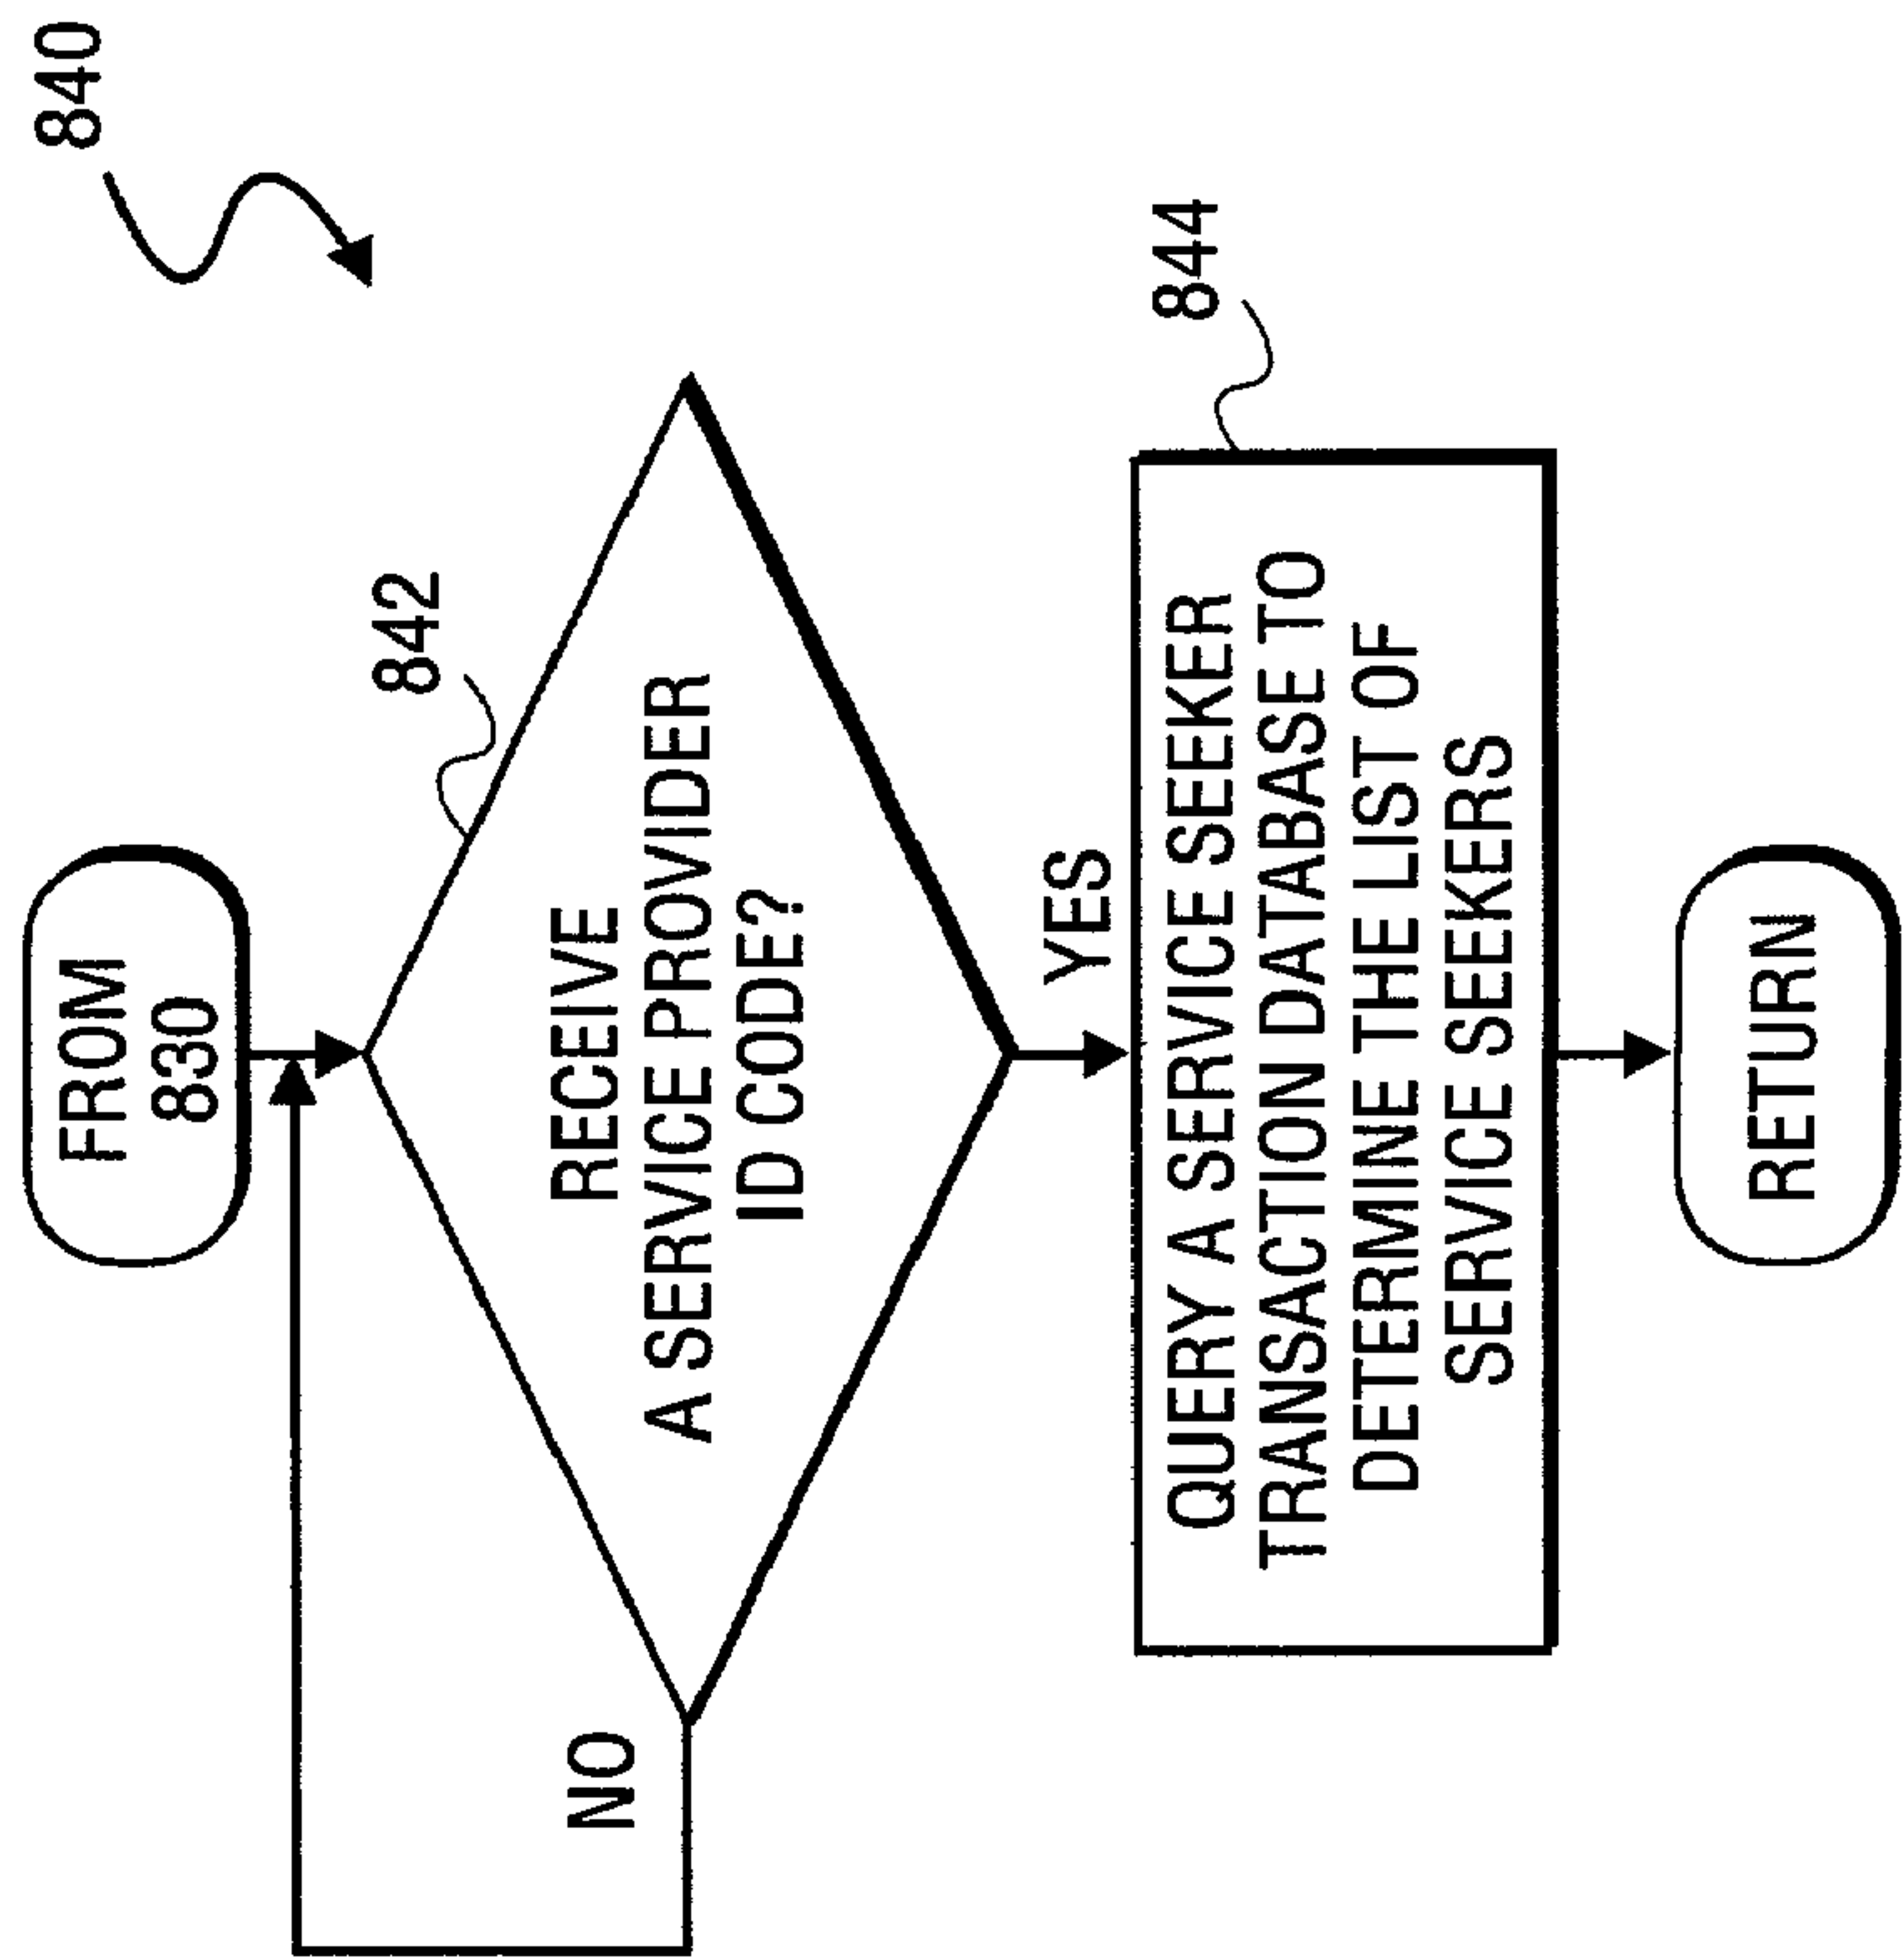 840
FROM
830
842
RECEIVE
A SERVICE PROVIDER
ID CODE?
NO
YES
844
QUERY A SERVICE SEEKER
TRANSACTION DATABASE TO
DETERMINE THE LIST OF
SERVICE SEEKERS
RETURN